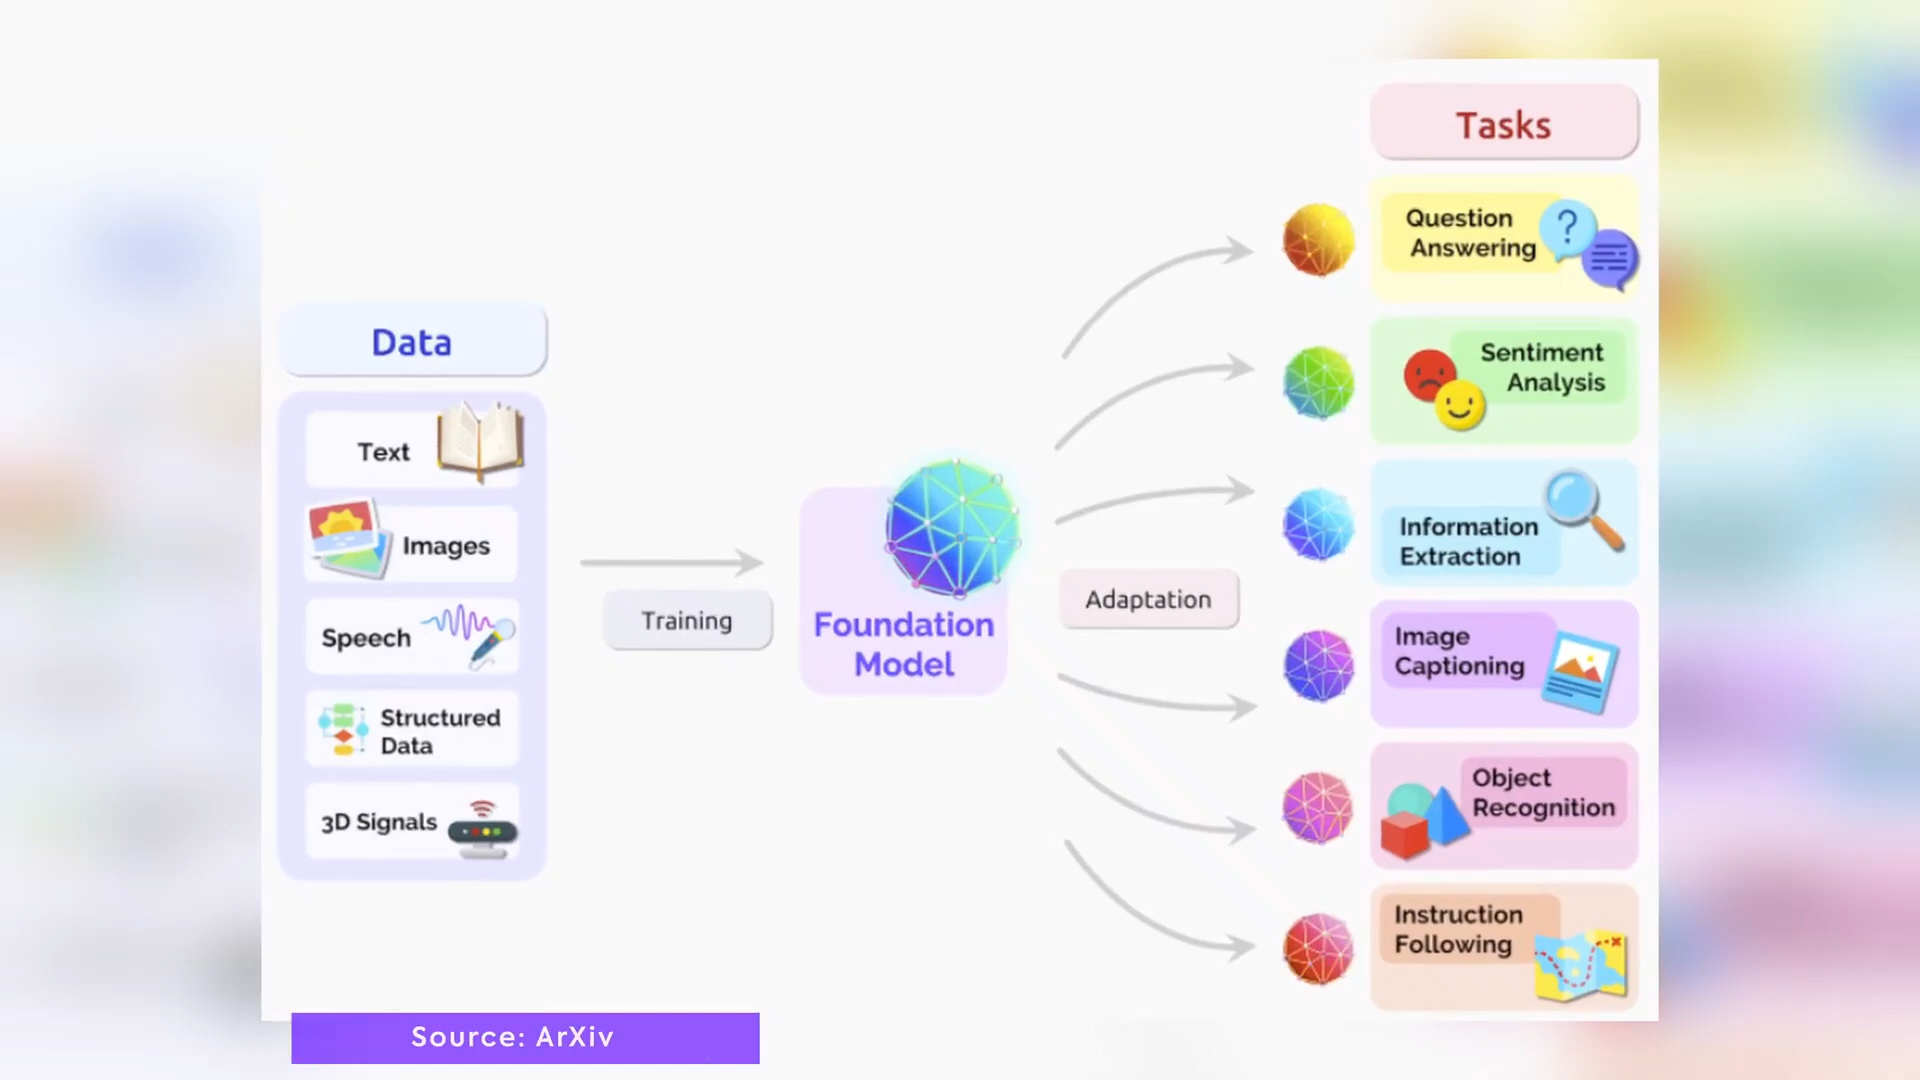 Data
Text
Images
Speech
Structured
Data
3D Signals
Training
Foundation
Model
Adaptation
Tasks
Question
Answering
?
Sentiment
Analysis
Information
Extraction
Image
Captioning
Object
Recognition
Instruction
Following
Source: ArXiv